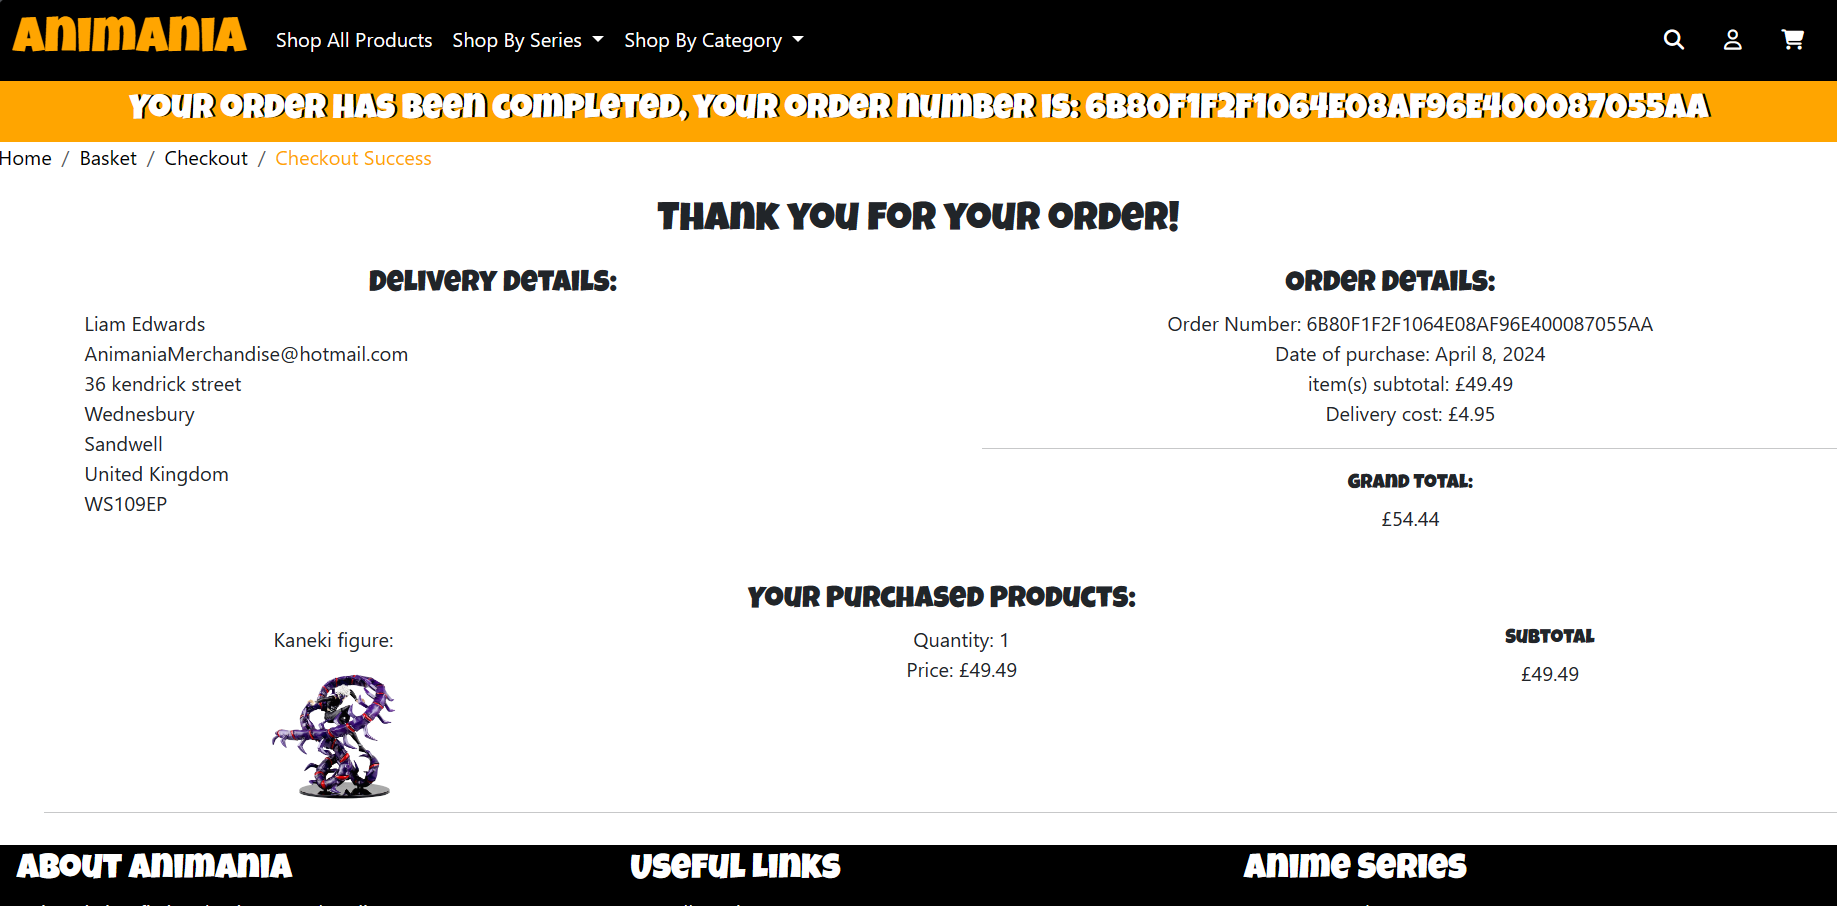 ANIMANIA
Shop All Products
Shop By Series
Shop By Category
Your order has been completed, your order number is: 6B80F1F2F1064E08AF96E400087055AA
Home / Basket / Checkout / Checkout Success
Thank you for your order!
Delivery Details:
Liam Edwards
AnimaniaMerchandise@hotmail.com
36 kendrick street
Wednesbury
Sandwell
United Kingdom
WS109EP
Order Details:
Order Number: 6B80F1F2F1064E08AF96E400087055AA
Date of purchase: April 8, 2024
item(s) subtotal: £49.49
Delivery cost: £4.95
Grand Total:
£54.44
Your Purchased Products:
Kaneki figure:
Quantity: 1
Price: £49.49
Subtotal
£49.49
About Animania
Useful Links
Anime Series